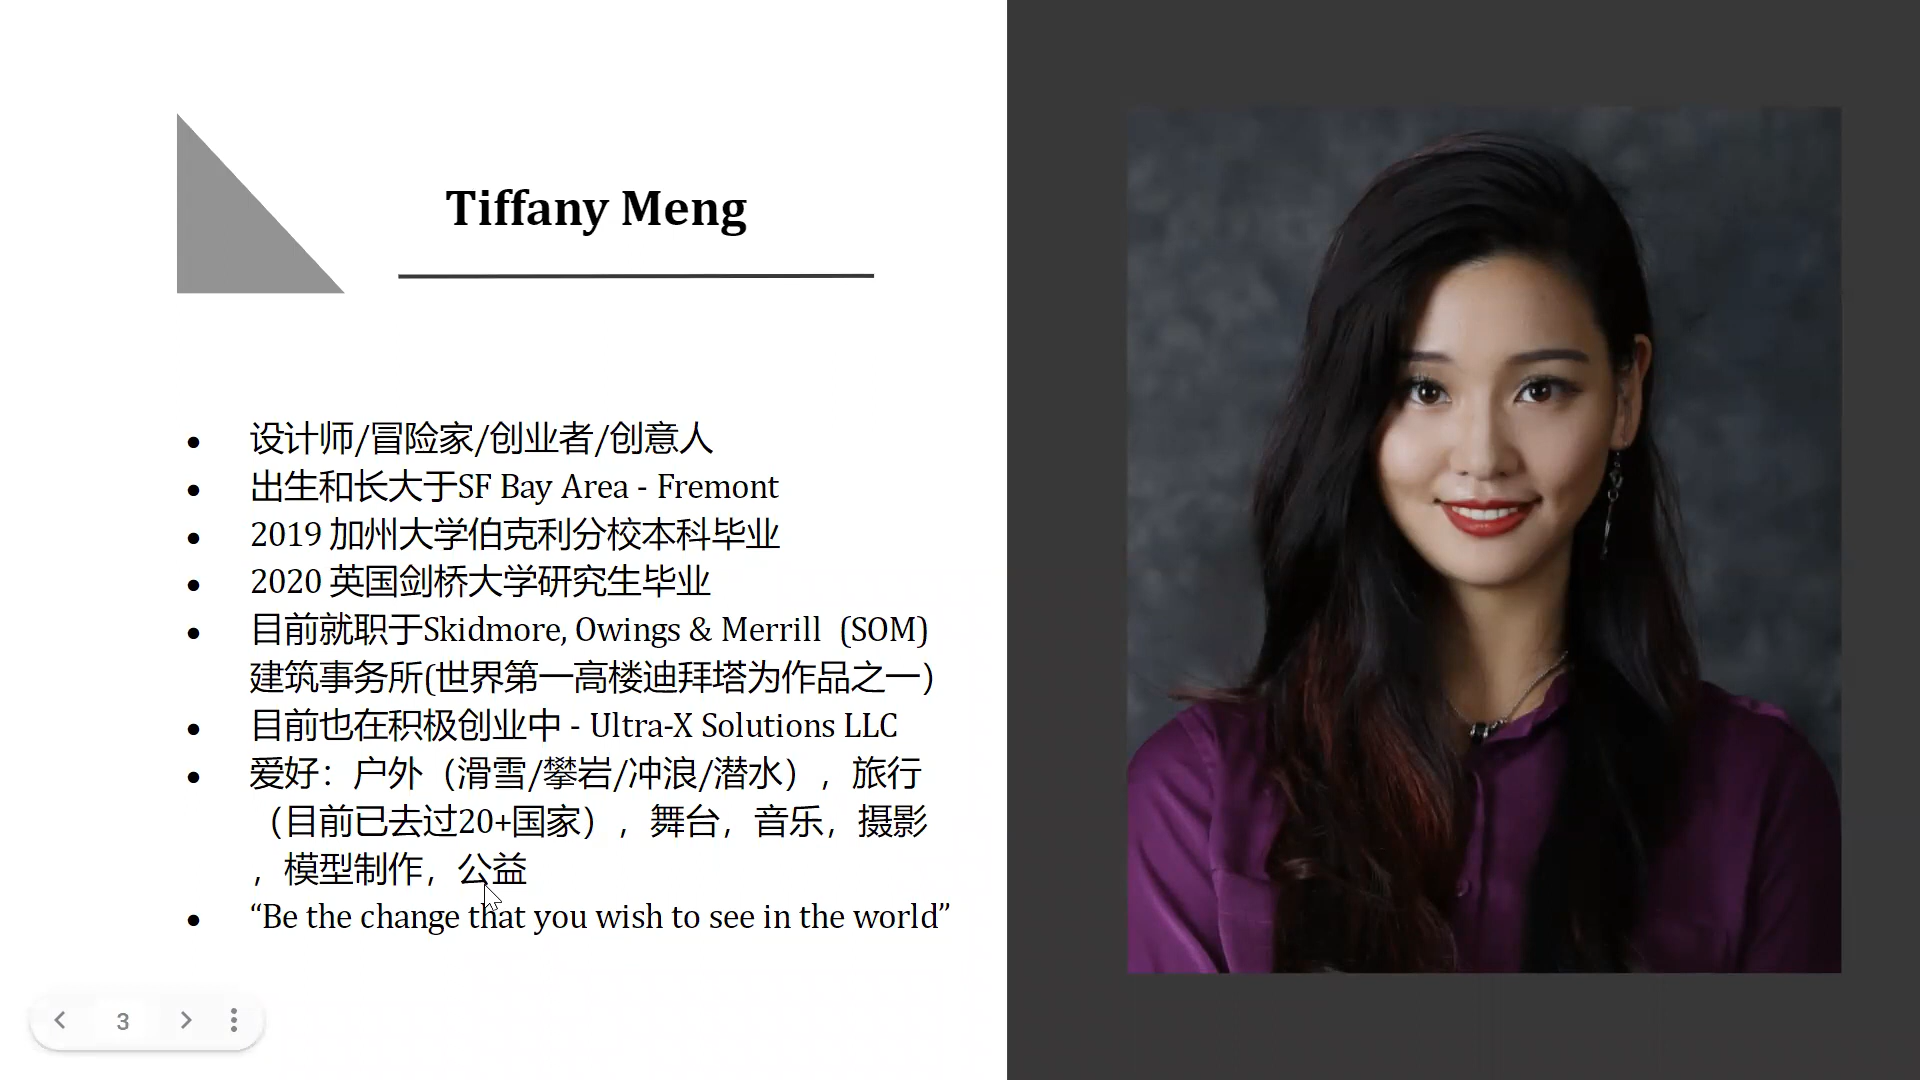 Tiffany Meng
设计师/冒险家/创业者/创意人
出生和长大于SF Bay Area - Fremont
2019 加州大学伯克利分校本科毕业
2020 英国剑桥大学研究生毕业
目前就职于Skidmore, Owings & Merrill (SOM)
建筑事务所(世界第一高楼迪拜塔为作品之一）
目前也在积极创业中 - Ultra-X Solutions LLC
爱好：户外（滑雪/攀岩/冲浪/潜水），旅行
（目前已去过20+国家），舞台，音乐，摄影
，模型制作，公益
“Be the change that you wish to see in the world”
3